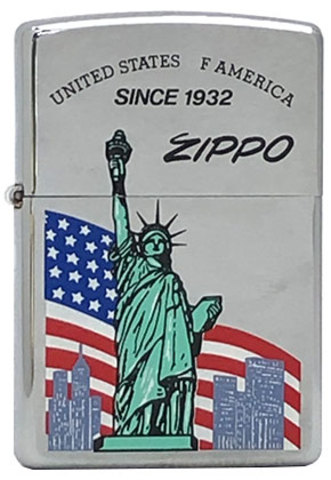 UNITED STATES F AMERICA
SINCE 1932
ZIPPO